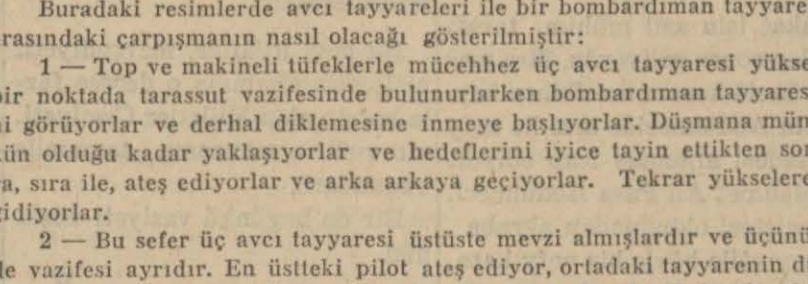 Buradaki resimlerde avcı tayyareleri ile bir bombardıman tayyare
rasındaki çarpışmanın nasıl olacağı gösterilmiştir:
1 — Top ve makineli tüfeklerle mücehhez üç avcı tayyaresi yükse
bir noktada tarassut vazifesinde bulunurlarken bombardıman tayyares
ni görüyorlar ve derhal diklemesine inmeye başlıyorlar. Düşmana müm
kün olduğu kadar yaklaşıyorlar ve hedeflerini iyice tayin ettikten son
ra, sıra ile, ateş ediyorlar ve arka arkaya geçiyorlar. Tekrar yükselere
gidiyorlar.
2 — Bu sefer üç avcı tayyaresi üstüste mevzi almışlardır ve üçünü
de vazifesi ayrıdır. En üstteki pilot ateş ediyor, ortadaki tayyarenin d